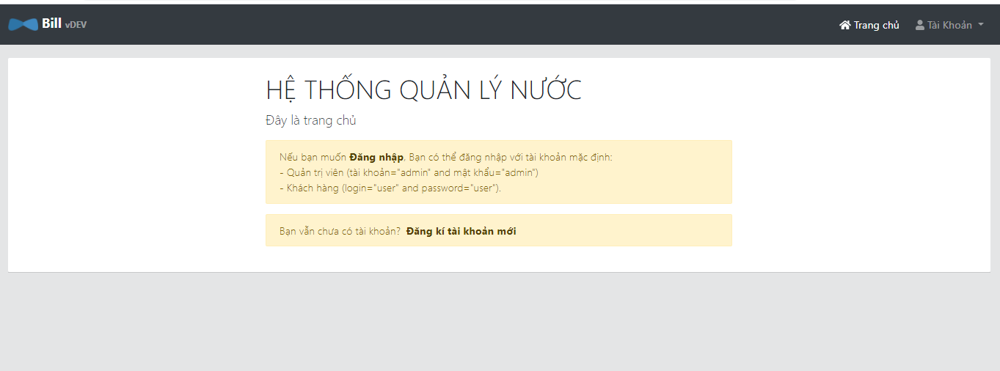 Bill vDEV
Trang chủ
Tài Khoản
HỆ THỐNG QUẢN LÝ NƯỚC
Đây là trang chủ
Nếu bạn muốn Đăng nhập, Bạn có thể đăng nhập với tài khoản mặc định:
- Quản trị viên (tài khoản="admin" and mật khẩu="admin")
- Khách hàng (login="user" and password="user").
Bạn vẫn chưa có tài khoản? Đăng kí tài khoản mới